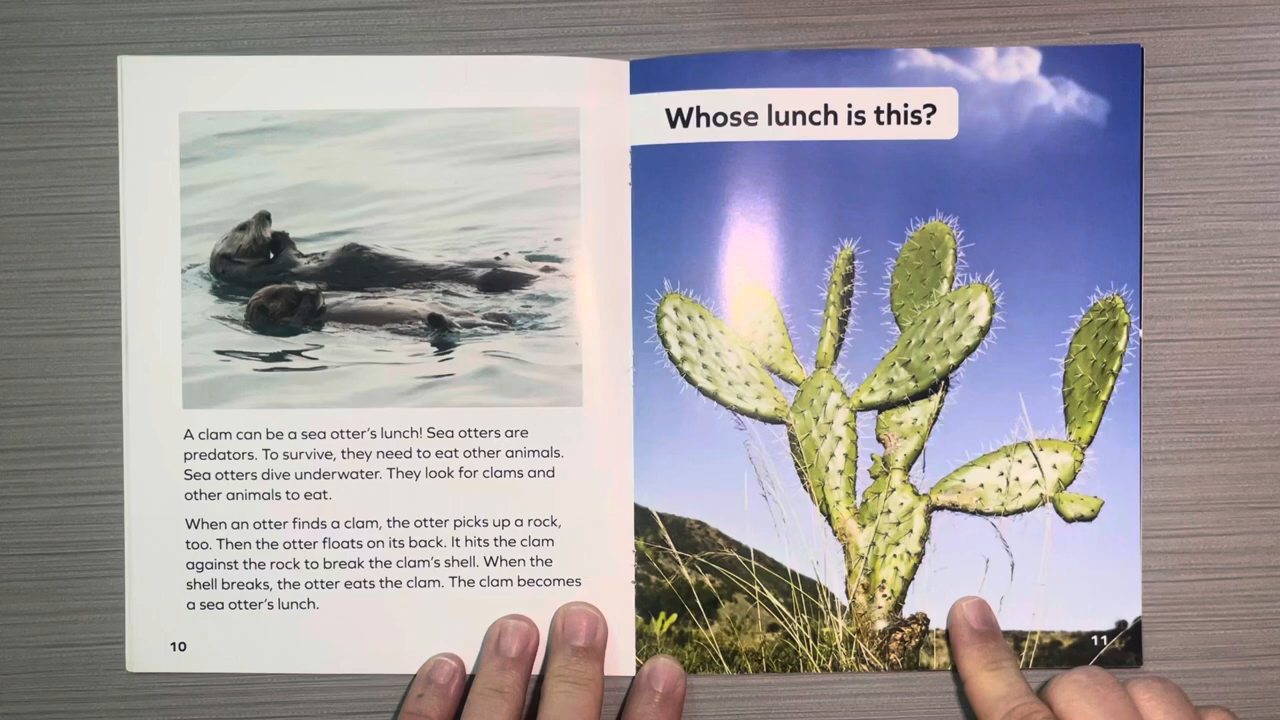 A clam can be a sea otter's lunch! Sea otters are
predators. To survive, they need to eat other animals.
Sea otters dive underwater. They look for clams and
other animals to eat.
When an otter finds a clam, the otter picks up a rock,
too. Then the otter floats on its back. It hits the clam
against the rock to break the clam's shell. When the
shell breaks, the otter eats the clam. The clam becomes
a sea otter's lunch.
10
Whose lunch is this?
11